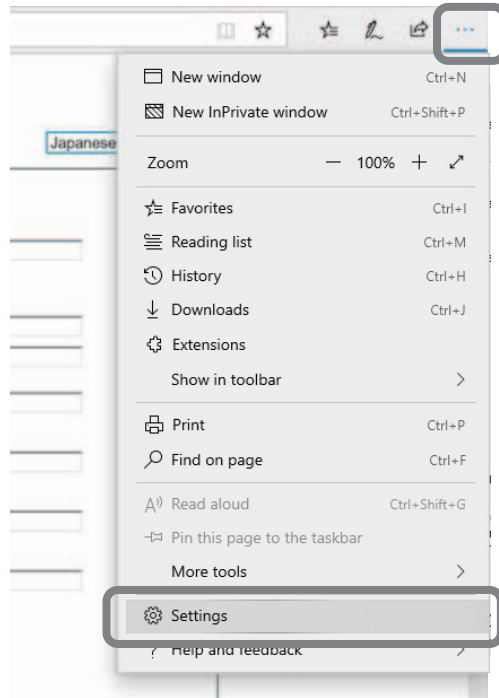 Japanese
New window Ctrl+N
New InPrivate window Ctrl+Shift+P
Zoom — 100% +
Favorites Ctrl+I
Reading list Ctrl+M
History Ctrl+H
Downloads Ctrl+J
Extensions
Show in toolbar >
Print Ctrl+P
Find on page Ctrl+F
Read aloud Ctrl+Shift+G
Pin this page to the taskbar
More tools >
Settings
Help and feedback >